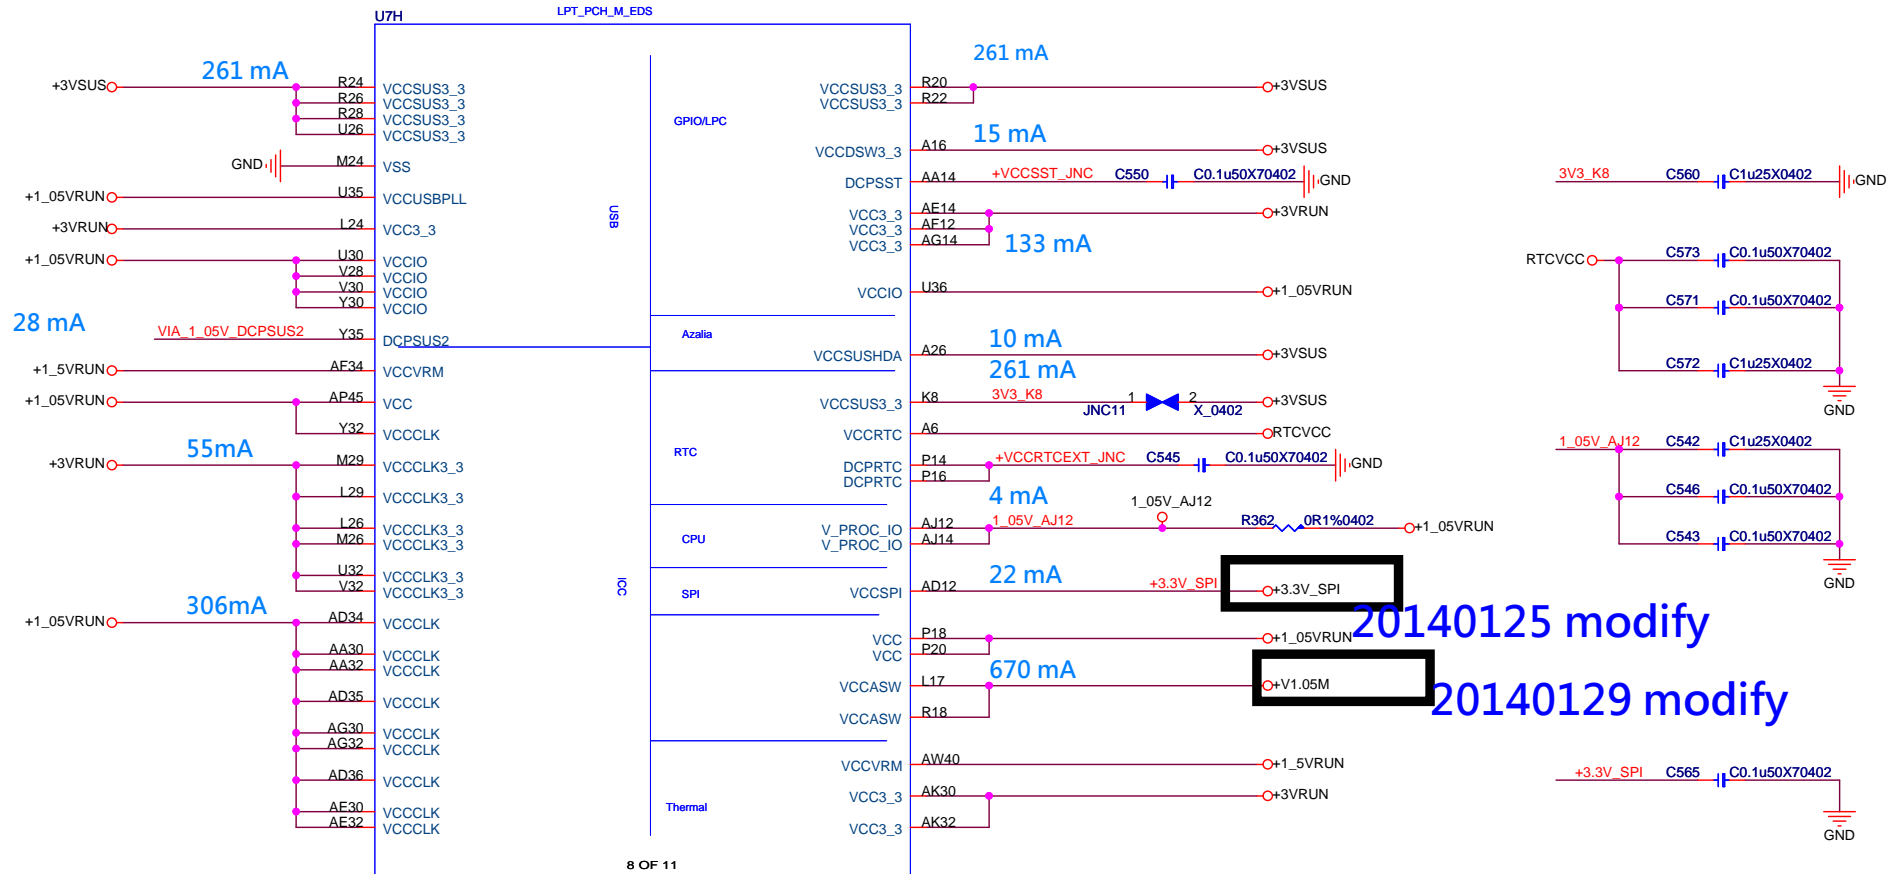 U7H
LPT_PCH_M_EDS
+3VSUS
261 mA
R24 VCCSUS3_3
R26 VCCSUS3_3
R28 VCCSUS3_3
U26 VCCSUS3_3
GND M24 VSS
+1_05VRUN U35 VCCUSBPLL
+3VRUN L24 VCC3_3
+1_05VRUN U30 VCCIO
V28 VCCIO
V30 VCCIO
Y30 VCCIO
28 mA
VIA_1_05V_DCPSUS2 Y35 DCPSUS2
+1_5VRUN AF34 VCCVRM
+1_05VRUN AP45 VCC
Y32 VCCCLK
55mA
+3VRUN M29 VCCCLK3_3
L29 VCCCLK3_3
L26 VCCCLK3_3
M26 VCCCLK3_3
U32 VCCCLK3_3
V32 VCCCLK3_3
306mA
+1_05VRUN AD34 VCCCLK
AA30 VCCCLK
AA32 VCCCLK
AD35 VCCCLK
AG30 VCCCLK
AG32 VCCCLK
AD36 VCCCLK
AE30 VCCCLK
AE32 VCCCLK
USB
ICC
GPIO/LPC
Azalia
RTC
CPU
SPI
Thermal
8 OF 11
261 mA
VCCSUS3_3 R20 +3VSUS
VCCSUS3_3 R22
15 mA
VCCDSW3_3 A16 +3VSUS
DCPSST AA14 +VCCSST_JNC C550 C0.1u50X70402 GND
VCC3_3 AE14 +3VRUN
VCC3_3 AF12
VCC3_3 AG14
133 mA
VCCIO U36 +1_05VRUN
10 mA
VCCSUSHDA A26 +3VSUS
261 mA
VCCSUS3_3 K8 3V3_K8 1 JNC11 2 X_0402 +3VSUS
VCCRTC A6 RTCVCC
DCPRTC P14 +VCCRTCEXT_JNC C545 C0.1u50X70402 GND
DCPRTC P16
4 mA
1_05V_AJ12
V_PROC_IO AJ12 1_05V_AJ12 R362 0R1%0402 +1_05VRUN
V_PROC_IO AJ14
22 mA
VCCSPI AD12 +3.3V_SPI +3.3V_SPI
20140125 modify
VCC P18 +1_05VRUN
VCC P20
670 mA
VCCASW L17 +V1.05M
20140129 modify
VCCASW R18
VCCVRM AW40 +1_5VRUN
VCC3_3 AK30 +3VRUN
VCC3_3 AK32
3V3_K8 C560 C1u25X0402 GND
RTCVCC C573 C0.1u50X70402
C571 C0.1u50X70402
C572 C1u25X0402
GND
1_05V_AJ12 C542 C1u25X0402
C546 C0.1u50X70402
C543 C0.1u50X70402
GND
+3.3V_SPI C565 C0.1u50X70402
GND